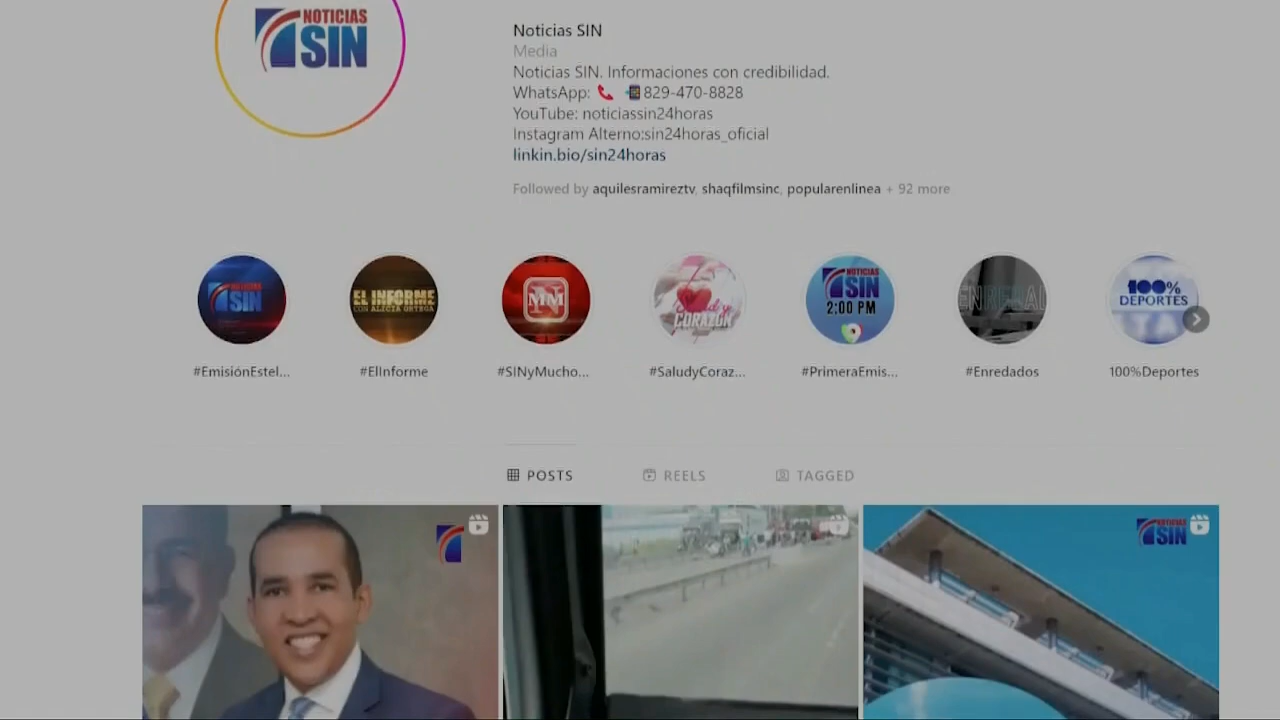 NOTICIAS
SIN
Noticias SIN
Media
Noticias SIN. Informaciones con credibilidad.
WhatsApp: 829-470-8828
YouTube: noticiassin24horas
Instagram Alterno:sin24horas_oficial
linkin.bio/sin24horas
Followed by aquilesramireztv, shaqfilmsinc, popularenlinea + 92 more
NOTICIAS
SIN
EL INFORME
CON ALICIA ORTEGA
NMM
Salud y
CORAZÓN
NOTICIAS
SIN
2:00 PM
100%
DEPORTES
#EmisiónEstel...
#ElInforme
#SINyMucho...
#SaludyCoraz...
#PrimeraEmis...
#Enredados
100%Deportes
POSTS
REELS
TAGGED
NOTICIAS
SIN